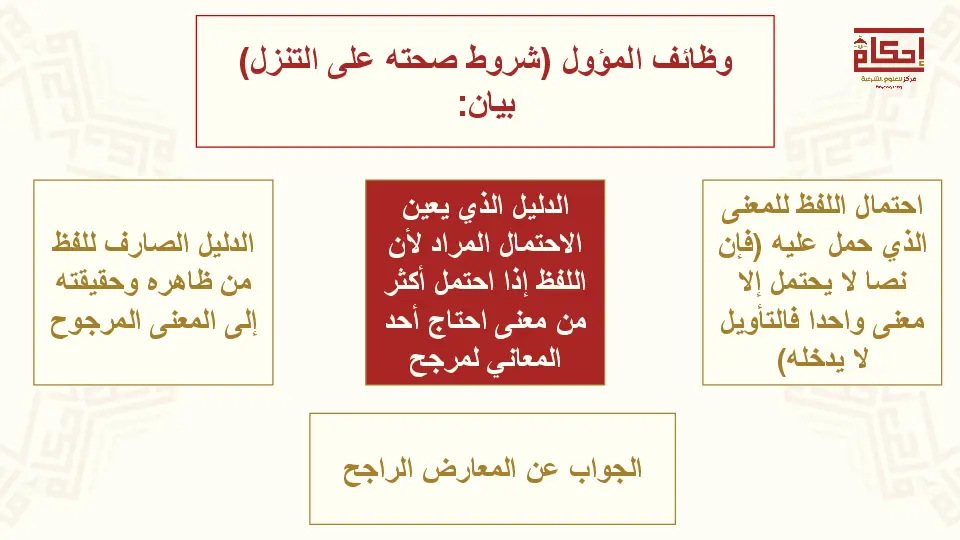 وظائف المؤول (شروط صحته على التنزل)
بيان:
إحكام
مركز للعلوم الشرعية
احتمال اللفظ للمعنى
الذي حمل عليه (فإن
نصا لا يحتمل إلا
معنى واحدا فالتأويل
لا يدخله)
الدليل الذي يعين
الاحتمال المراد لأن
اللفظ إذا احتمل أكثر
من معنى احتاج أحد
المعاني لمرجح
الدليل الصارف للفظ
من ظاهره وحقيقته
إلى المعنى المرجوح
الجواب عن المعارض الراجح